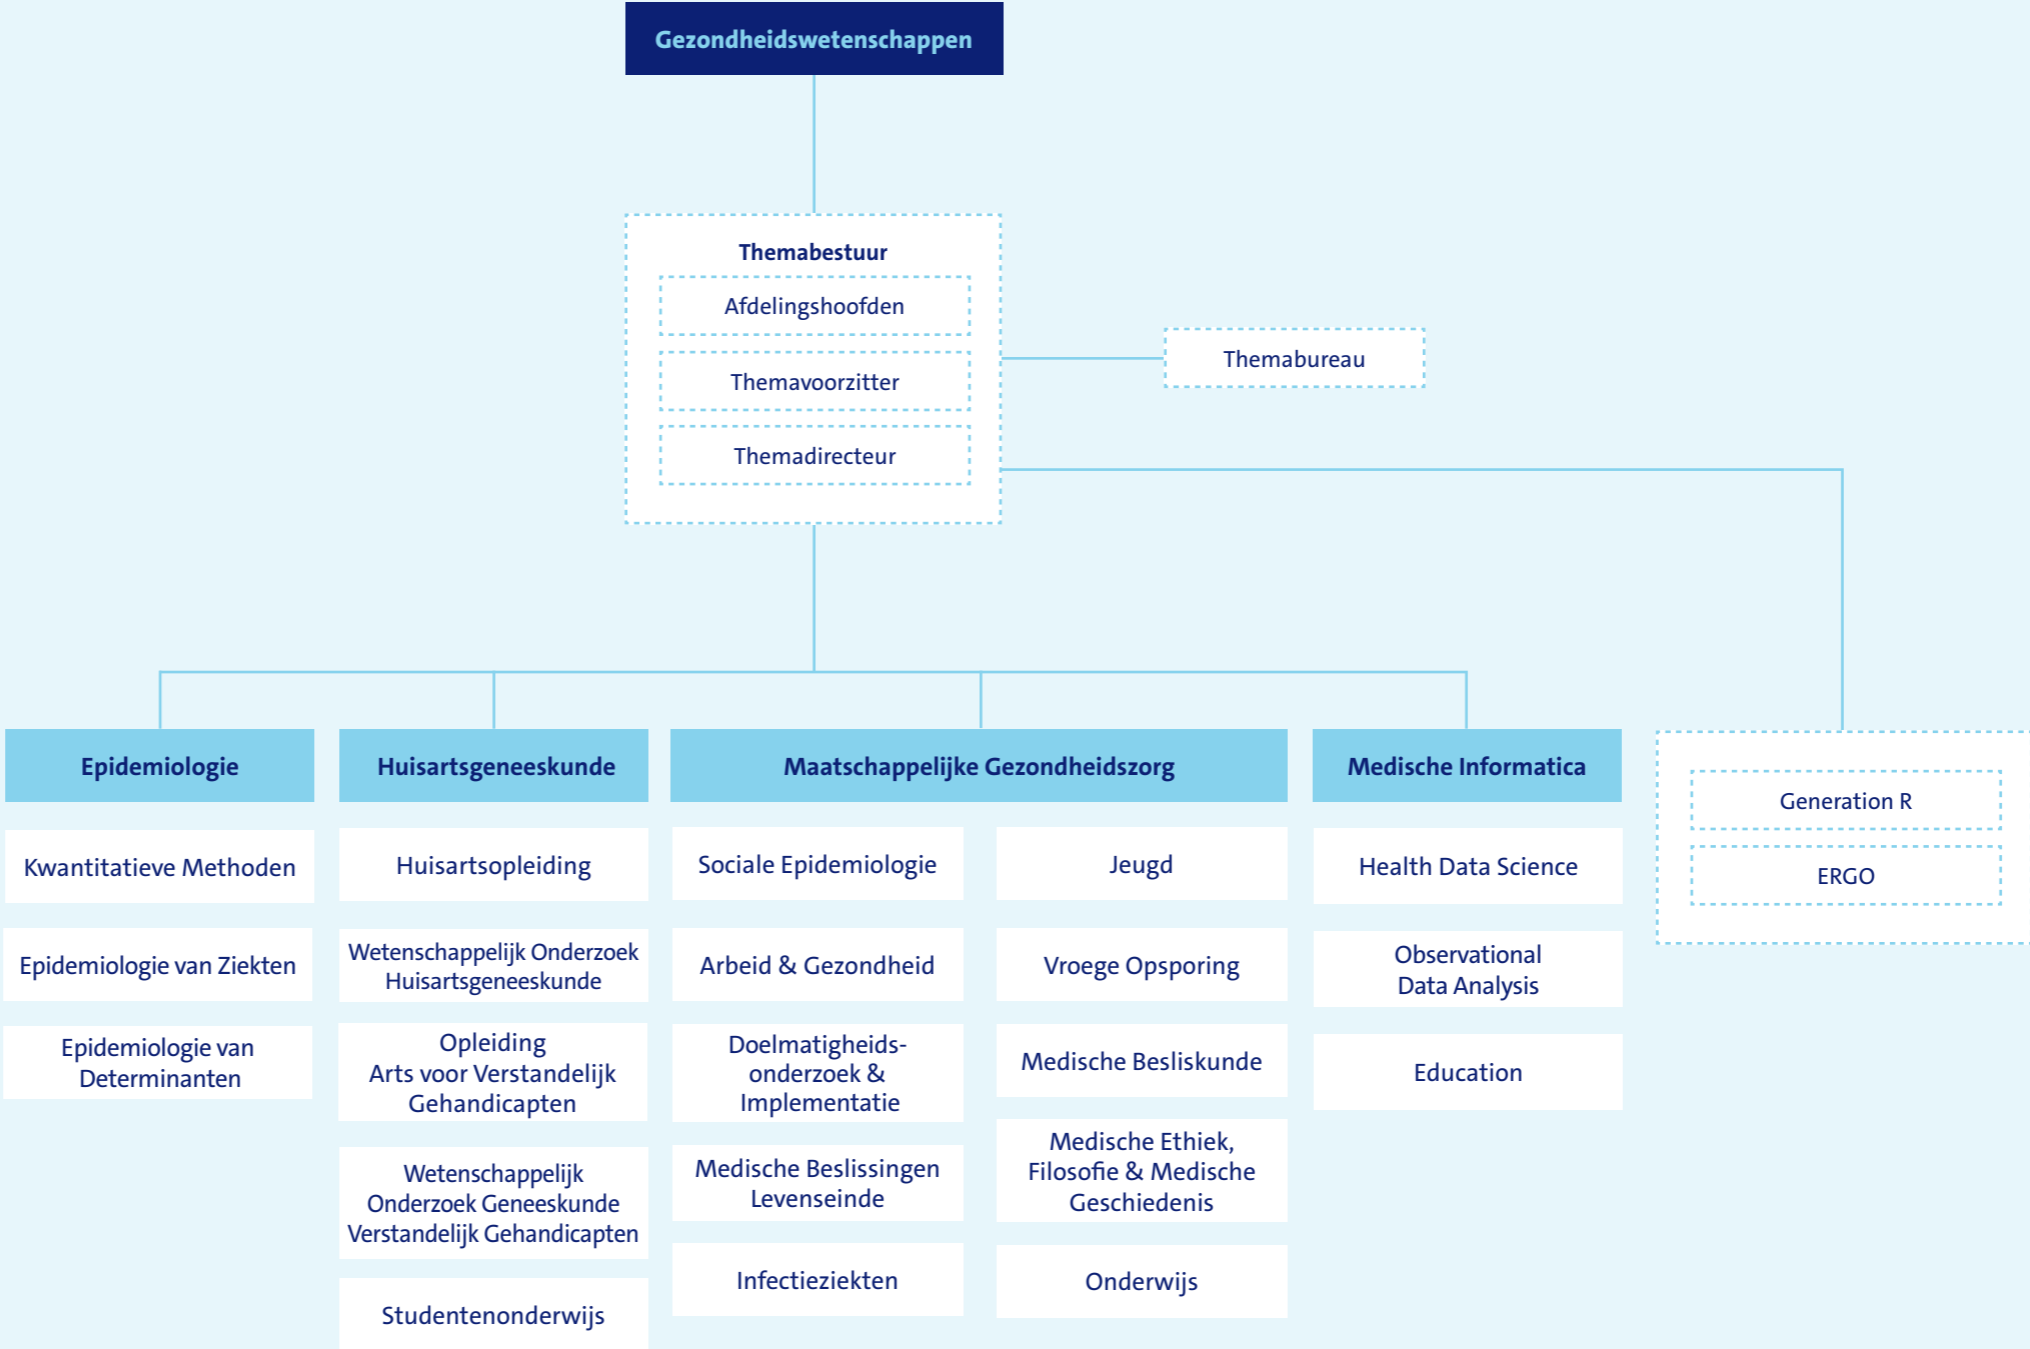 Gezondheidswetenschappen
Themabestuur
Afdelingshoofden
Themavoorzitter
Themadirecteur
Themabureau
Epidemiologie
Kwantitatieve Methoden
Epidemiologie van Ziekten
Epidemiologie van
Determinanten
Huisartsgeneeskunde
Huisartsopleiding
Wetenschappelijk Onderzoek
Huisartsgeneeskunde
Opleiding
Arts voor Verstandelijk
Gehandicapten
Wetenschappelijk
Onderzoek Geneeskunde
Verstandelijk Gehandicapten
Studentenonderwijs
Maatschappelijke Gezondheidszorg
Sociale Epidemiologie
Arbeid & Gezondheid
Doelmatigheids-
onderzoek &
Implementatie
Medische Beslissingen
Levenseinde
Infectieziekten
Jeugd
Vroege Opsporing
Medische Besliskunde
Medische Ethiek,
Filosofie & Medische
Geschiedenis
Onderwijs
Medische Informatica
Health Data Science
Observational
Data Analysis
Education
Generation R
ERGO